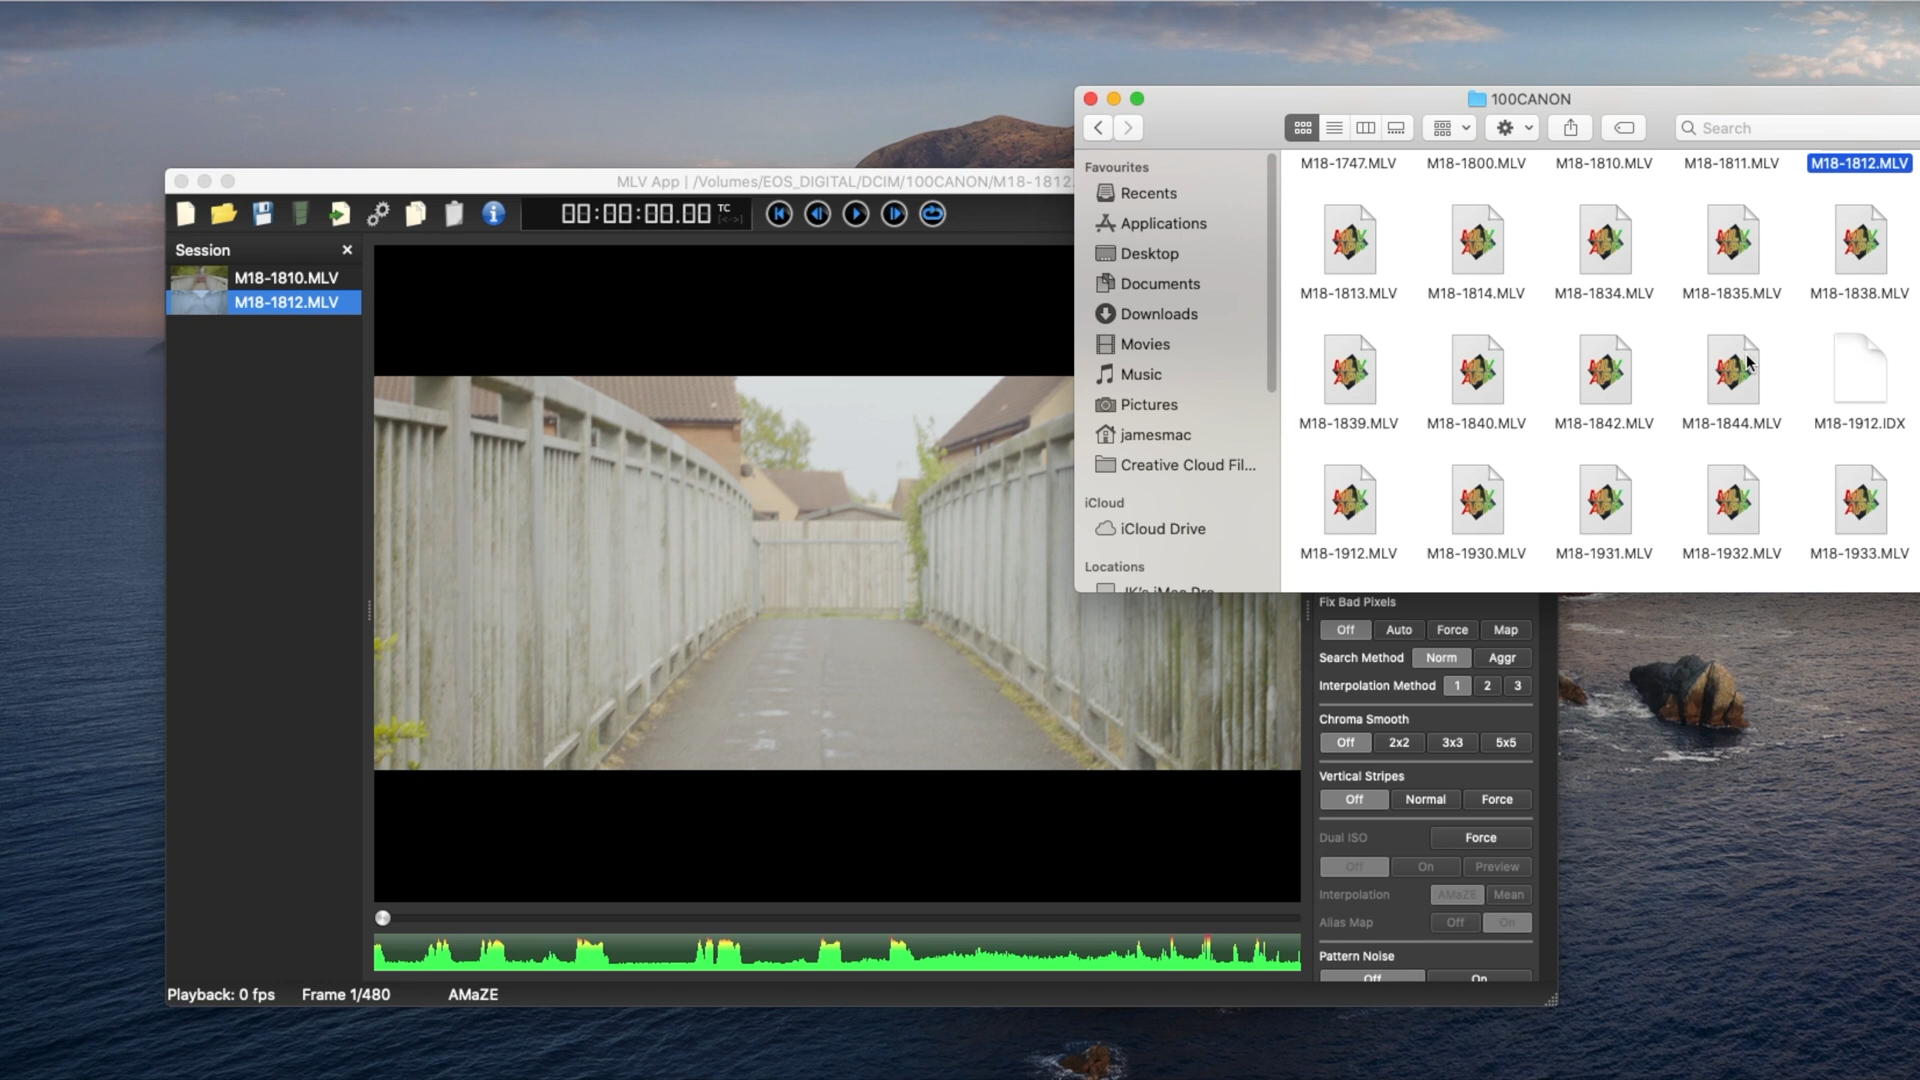 100CANON
Search
MLV App | /Volumes/EOS_DIGITAL/DCIM/100CANON/M18-1812.
00:00:00.00 TC
[<->]
Session
M18-1810.MLV
M18-1812.MLV
Favourites
Recents
Applications
Desktop
Documents
Downloads
Movies
Music
Pictures
jamesmac
Creative Cloud Fil...
iCloud
iCloud Drive
Locations
JK's iMac Pro
M18-1747.MLV M18-1800.MLV M18-1810.MLV M18-1811.MLV M18-1812.MLV
M18-1813.MLV M18-1814.MLV M18-1834.MLV M18-1835.MLV M18-1838.MLV
M18-1839.MLV M18-1840.MLV M18-1842.MLV M18-1844.MLV M18-1912.IDX
M18-1912.MLV M18-1930.MLV M18-1931.MLV M18-1932.MLV M18-1933.MLV
Fix Bad Pixels
Off Auto Force Map
Search Method Norm Aggr
Interpolation Method 1 2 3
Chroma Smooth
Off 2x2 3x3 5x5
Vertical Stripes
Off Normal Force
Dual ISO Force
Off On Preview
Interpolation AMaZE Mean
Alias Map Off On
Pattern Noise
Off On
Playback: 0 fps Frame 1/480 AMaZE